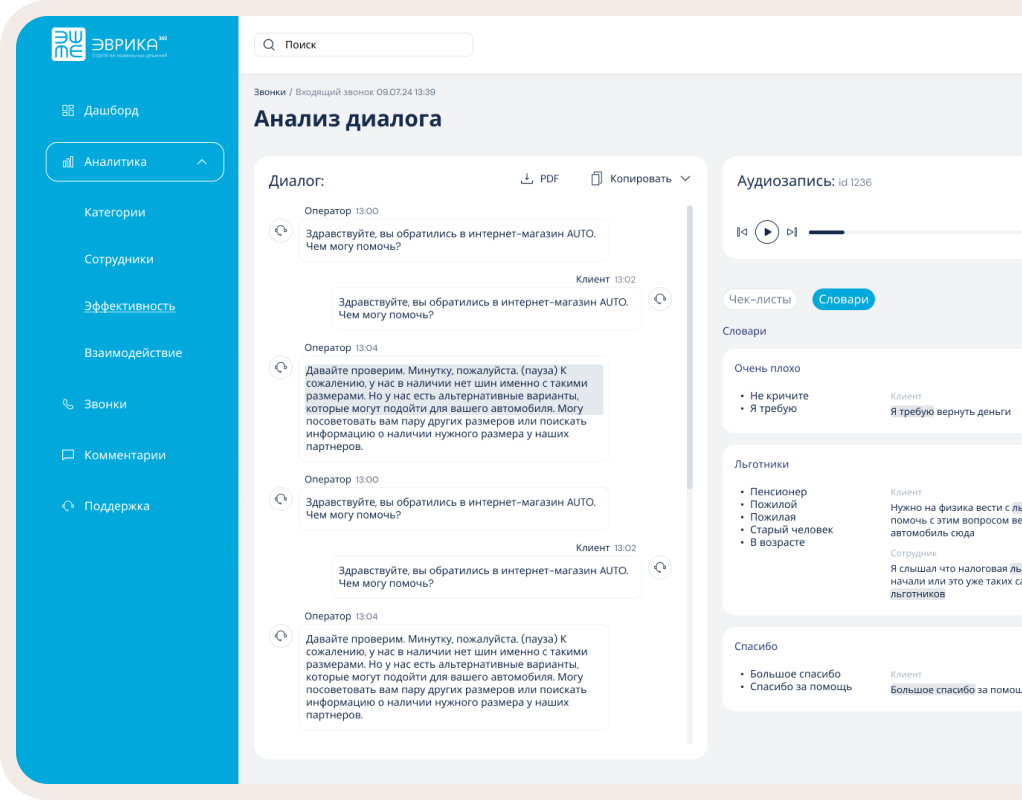 ЭШ
МЕ
ЭВРИКА 360
Стратегии правильных решений
Дашборд
Аналитика
Категории
Сотрудники
Эффективность
Взаимодействие
Звонки
Комментарии
Поддержка
Поиск
Звонки / Входящий звонок 09.07.24 13:39
Анализ диалога
Диалог:
PDF
Копировать
Оператор 13:00
Здравствуйте, вы обратились в интернет-магазин AUTO.
Чем могу помочь?
Клиент 13:02
Здравствуйте, вы обратились в интернет-магазин AUTO.
Чем могу помочь?
Оператор 13:04
Давайте проверим. Минутку, пожалуйста. (пауза) К
сожалению, у нас в наличии нет шин именно с такими
размерами. Но у нас есть альтернативные варианты,
которые могут подойти для вашего автомобиля. Могу
посоветовать вам пару других размеров или поискать
информацию о наличии нужного размера у наших
партнеров.
Оператор 13:00
Здравствуйте, вы обратились в интернет-магазин AUTO.
Чем могу помочь?
Клиент 13:02
Здравствуйте, вы обратились в интернет-магазин AUTO.
Чем могу помочь?
Оператор 13:04
Давайте проверим. Минутку, пожалуйста. (пауза) К
сожалению, у нас в наличии нет шин именно с такими
размерами. Но у нас есть альтернативные варианты,
которые могут подойти для вашего автомобиля. Могу
посоветовать вам пару других размеров или поискать
информацию о наличии нужного размера у наших
партнеров.
Аудиозапись: id 1236
Чек-листы
Словари
Словари
Очень плохо
• Не кричите
• Я требую
Клиент
Я требую вернуть деньги
Льготники
• Пенсионер
• Пожилой
• Пожилая
• Старый человек
• В возрасте
Клиент
Нужно на физика вести с
помочь с этим вопросом
автомобиль сюда
Сотрудник
Я слышал что налоговая
начали или это уже таких
льготников
Спасибо
• Большое спасибо
• Спасибо за помощь
Клиент
Большое спасибо за